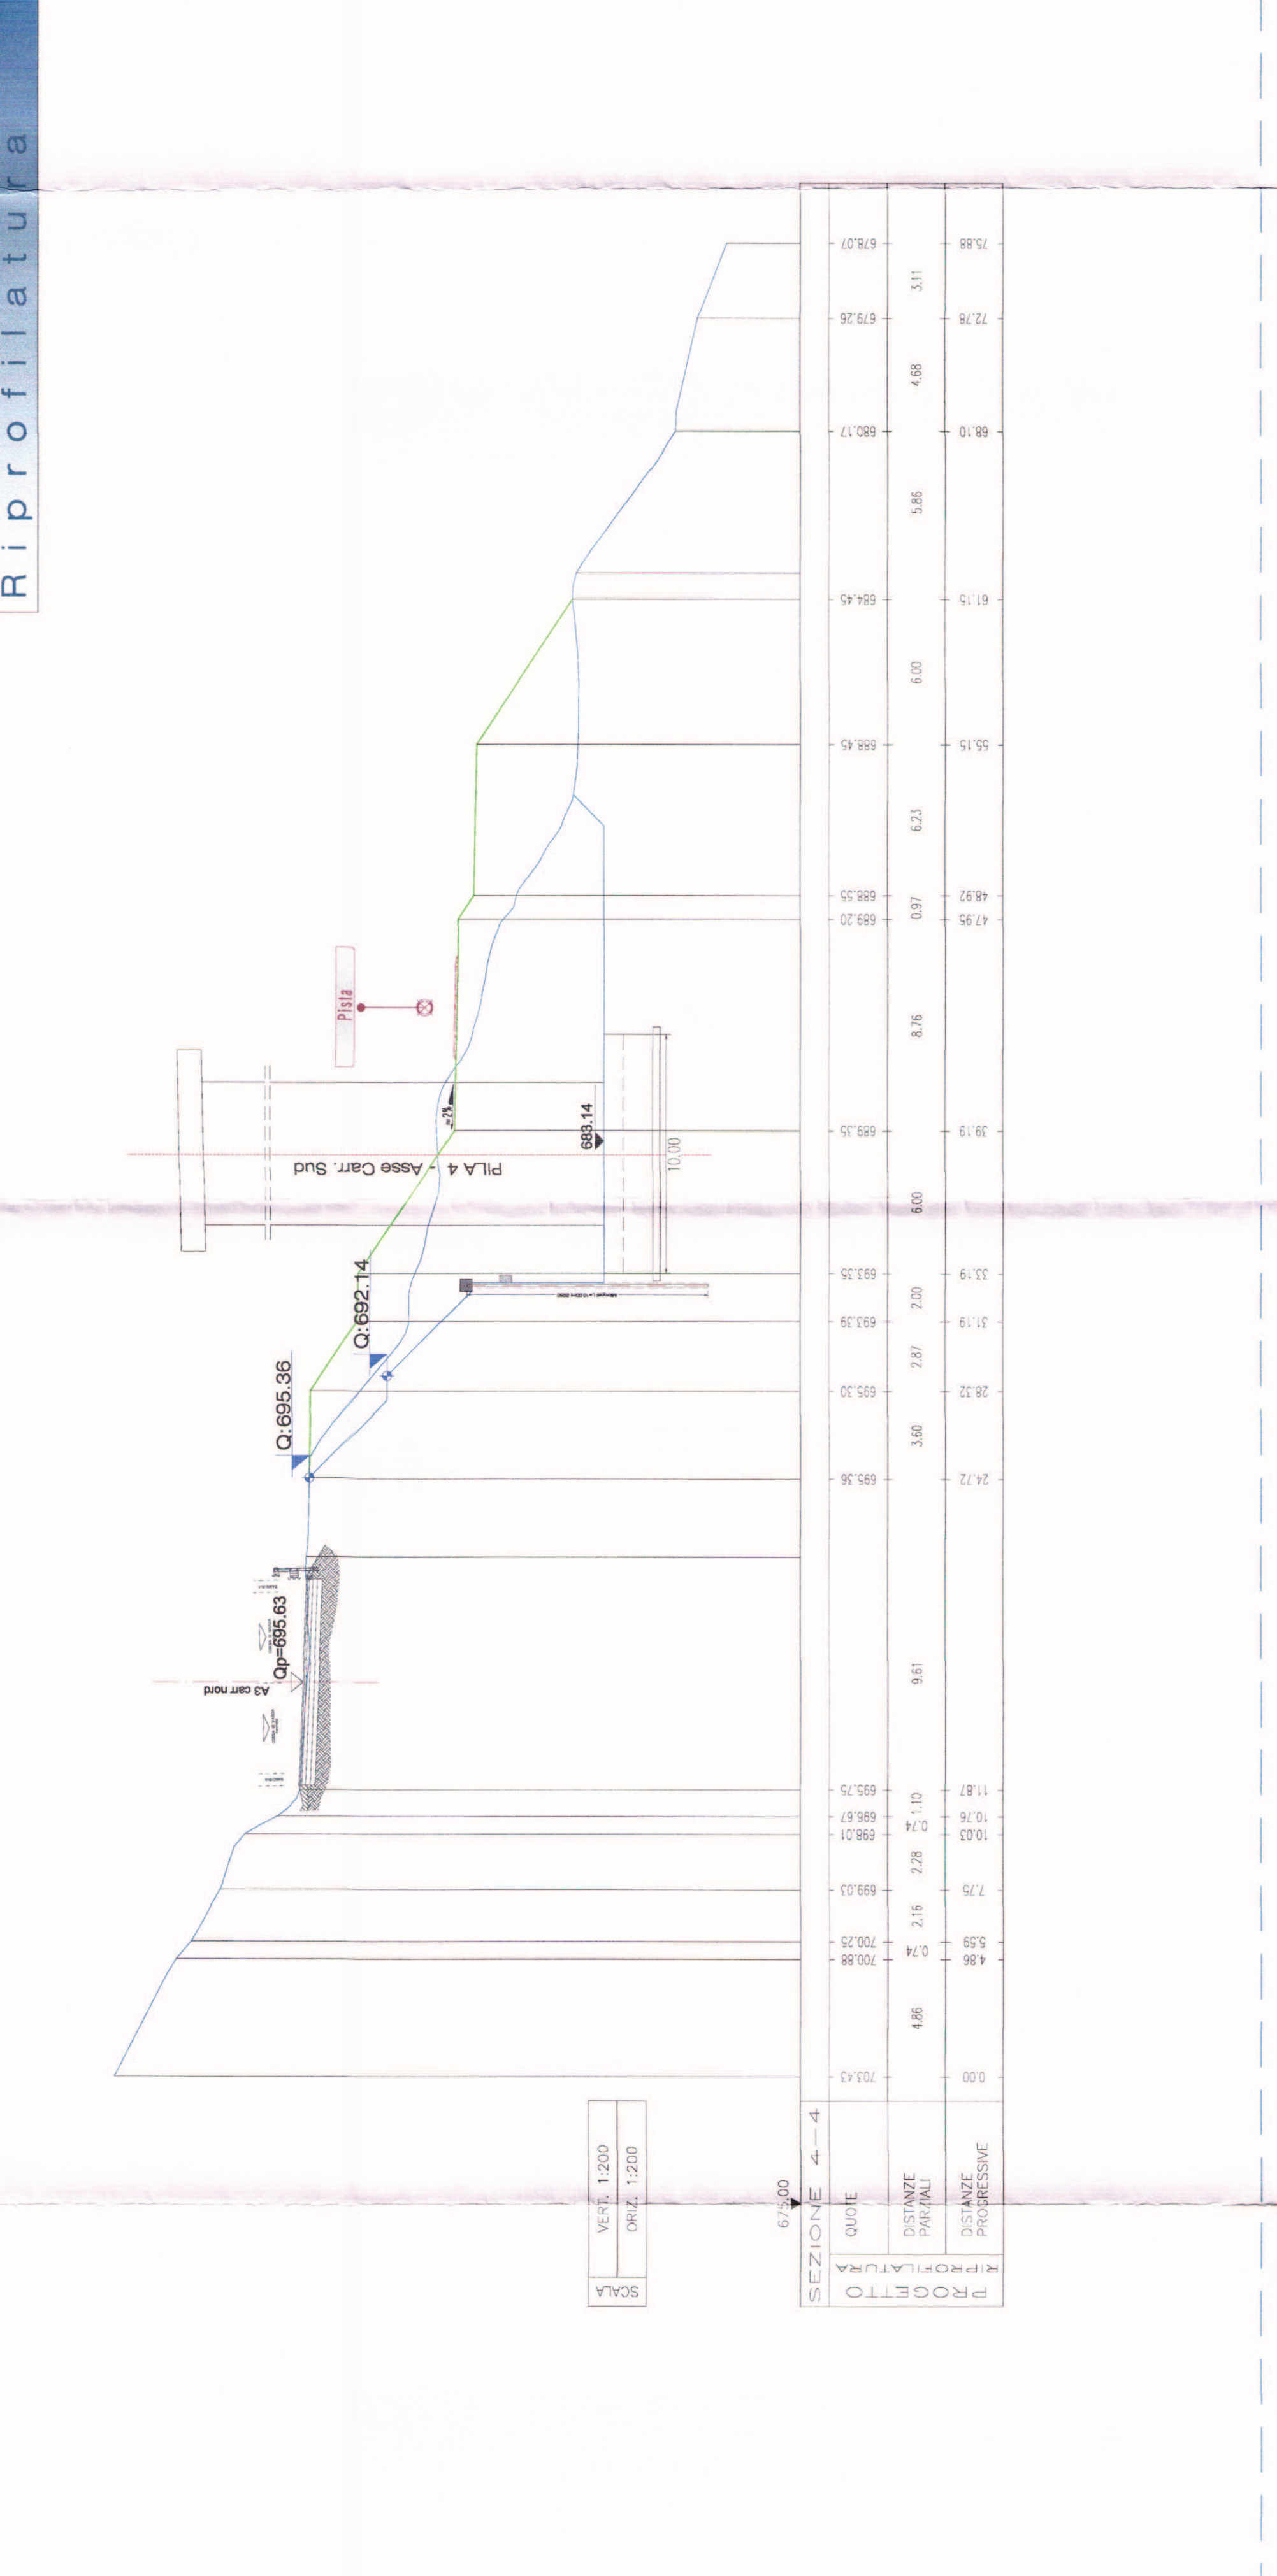 Riprofilatura
Pista
PILA 4 - Asse Carr. Sud
≈2%
683.14
10.00
Q:692.14
Q:695.36
Qp=695.63
A3 carr nord
SCALA
VERT. 1:200
ORIZ. 1:200
675.00
SEZIONE 4-4
PROGETTO
RIPROFILATURA
QUOTE
703.43 700.88 700.25 699.03 698.01 696.67 695.75 695.36 695.30 693.39 693.35 689.35 689.20 688.55 688.45 684.45 680.17 679.26 678.07
DISTANZE
PARZIALI
4.86 0.74 2.16 2.28 0.74 1.10 9.61 3.60 2.87 2.00 6.00 8.76 0.97 6.23 6.00 5.86 4.68 3.11
DISTANZE
PROGRESSIVE
0.00 4.86 5.59 7.75 10.03 10.76 11.87 24.72 28.32 31.19 33.19 39.19 47.95 48.92 55.15 61.15 68.10 72.78 75.88